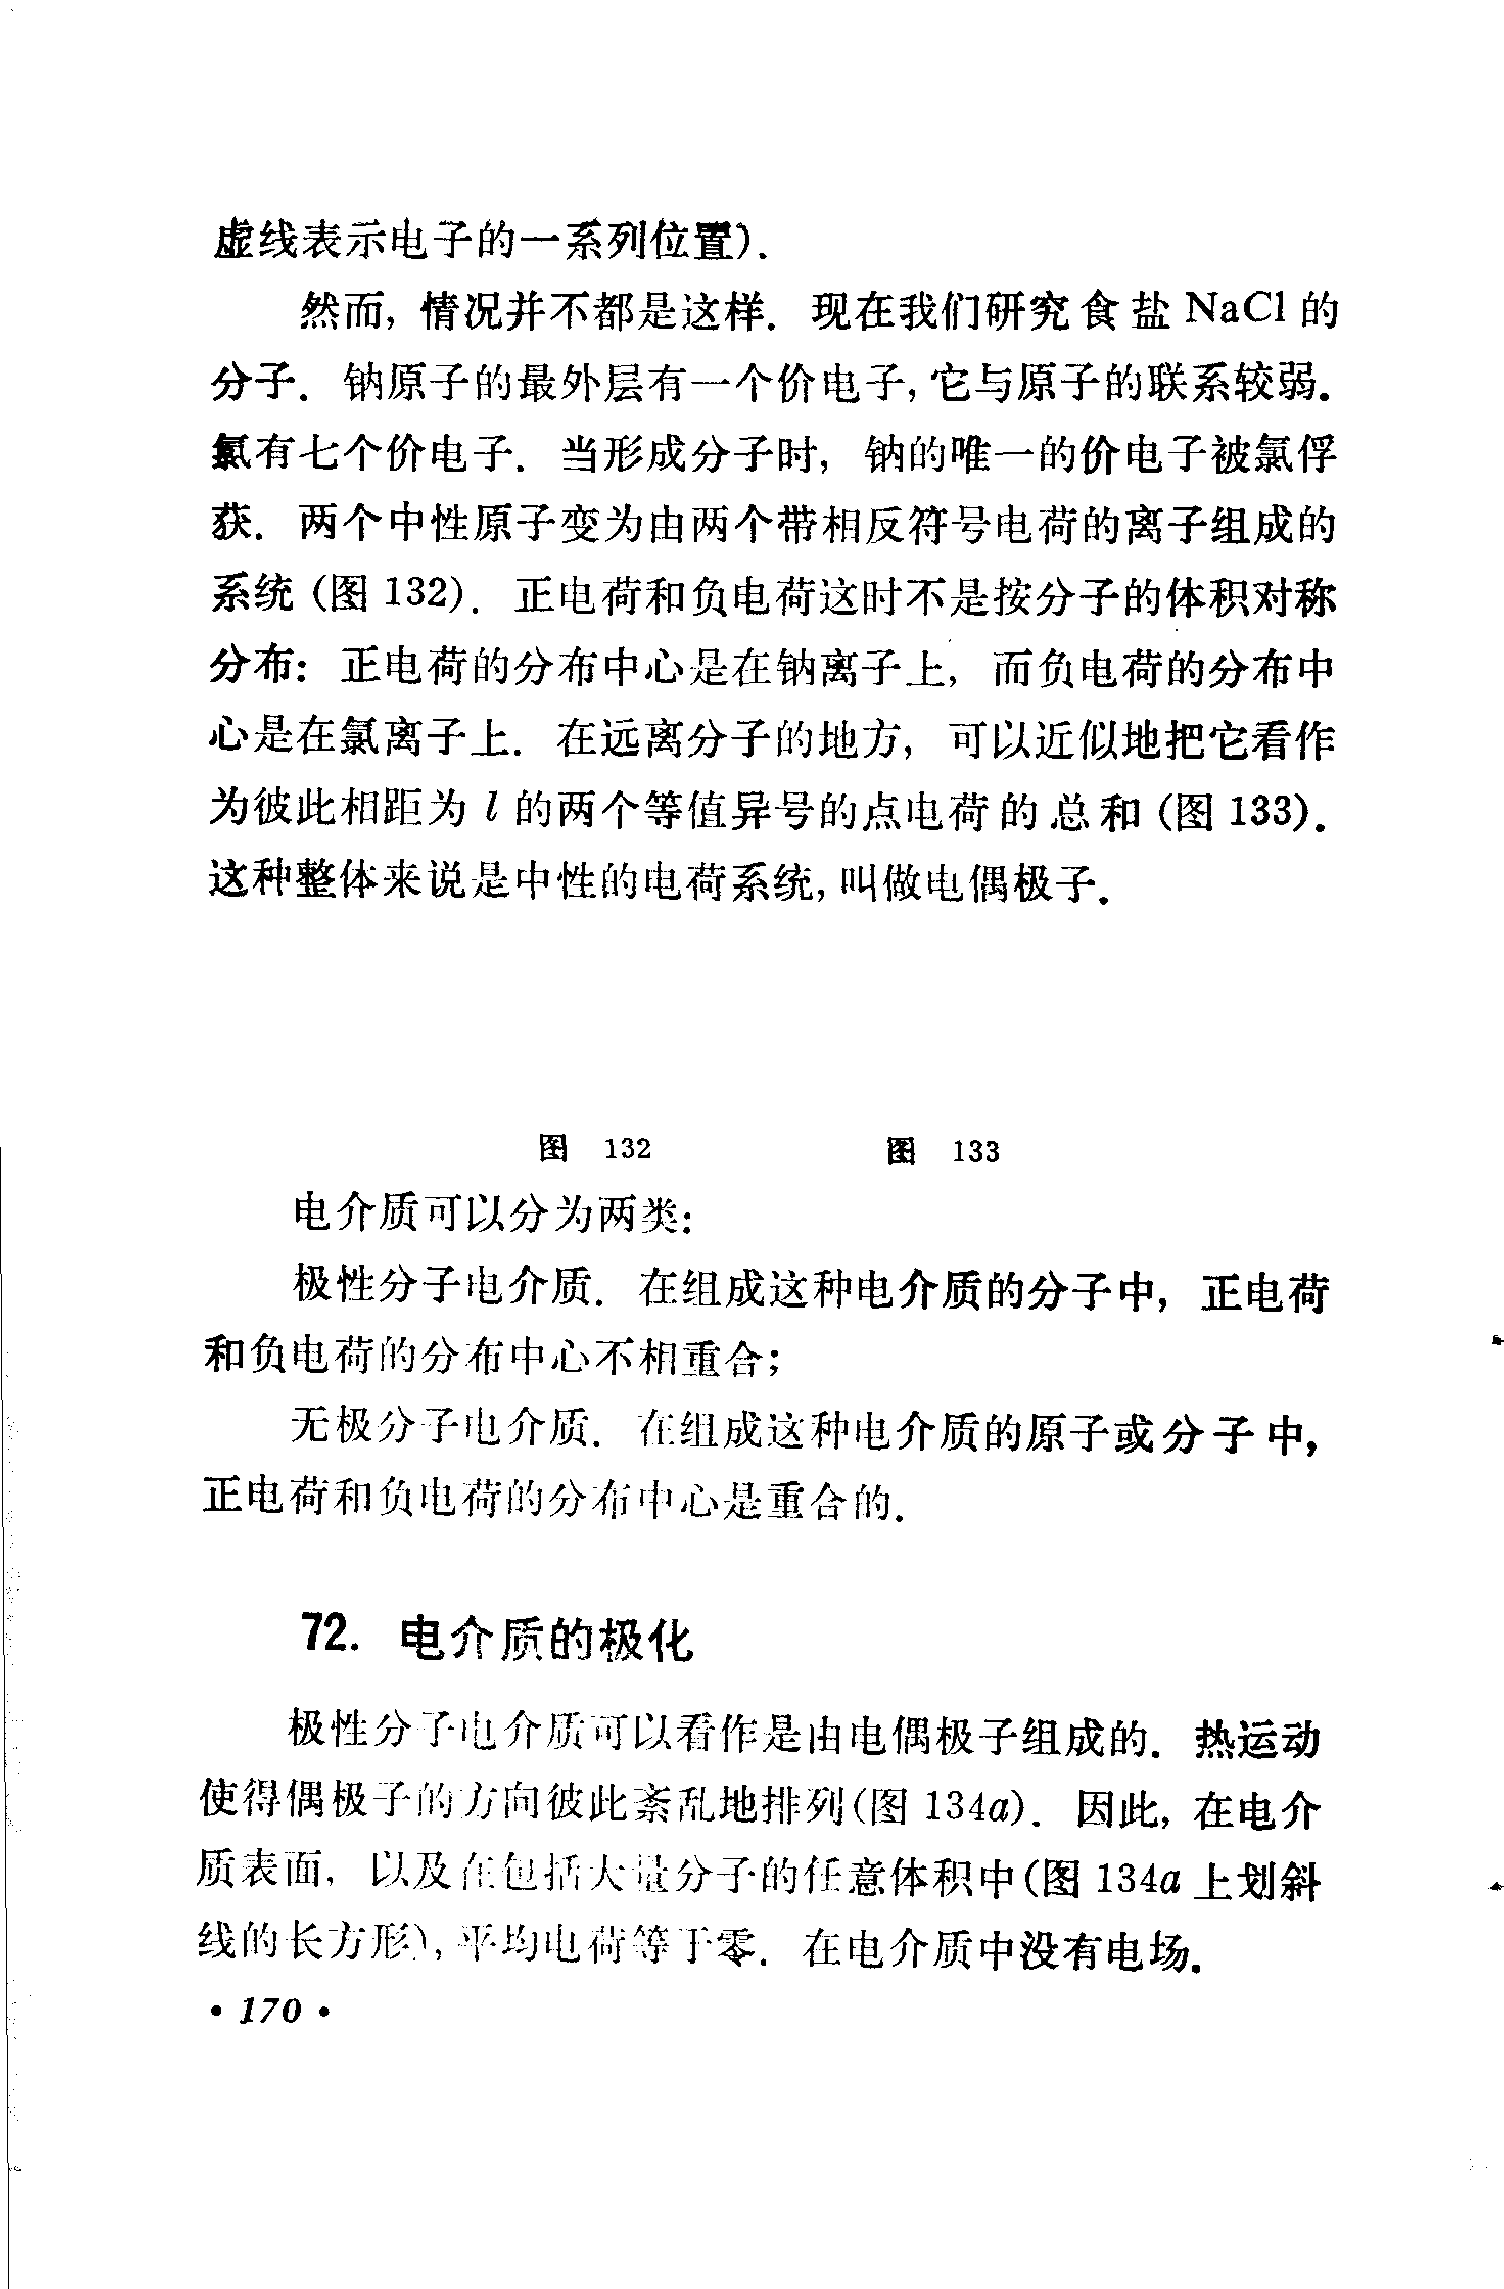 虚线表示电子的一系列位置).
然而, 情况并不都是这样. 现在我们研究食盐 NaCl 的
分子. 钠原子的最外层有一个价电子, 它与原子的联系较弱.
氯有七个价电子. 当形成分子时, 钠的唯一的价电子被氯俘
获. 两个中性原子变为由两个带相反符号电荷的离子组成的
系统 (图 132). 正电荷和负电荷这时不是按分子的体积对称
分布: 正电荷的分布中心是在钠离子上, 而负电荷的分布中
心是在氯离子上. 在远离分子的地方, 可以近似地把它看作
为彼此相距为 l 的两个等值异号的点电荷的总和 (图 133).
这种整体来说是中性的电荷系统, 叫做电偶极子.
图 132 图 133
电介质可以分为两类:
极性分子电介质. 在组成这种电介质的分子中, 正电荷
和负电荷的分布中心不相重合;
无极分子电介质. 在组成这种电介质的原子或分子中,
正电荷和负电荷的分布中心是重合的.
72. 电介质的极化
极性分子电介质可以看作是由电偶极子组成的. 热运动
使得偶极子的方向彼此紊乱地排列(图 134a). 因此, 在电介
质表面, 以及在包括大量分子的任意体积中(图 134a 上划斜
线的长方形), 平均电荷等于零. 在电介质中没有电场.
• 170 •